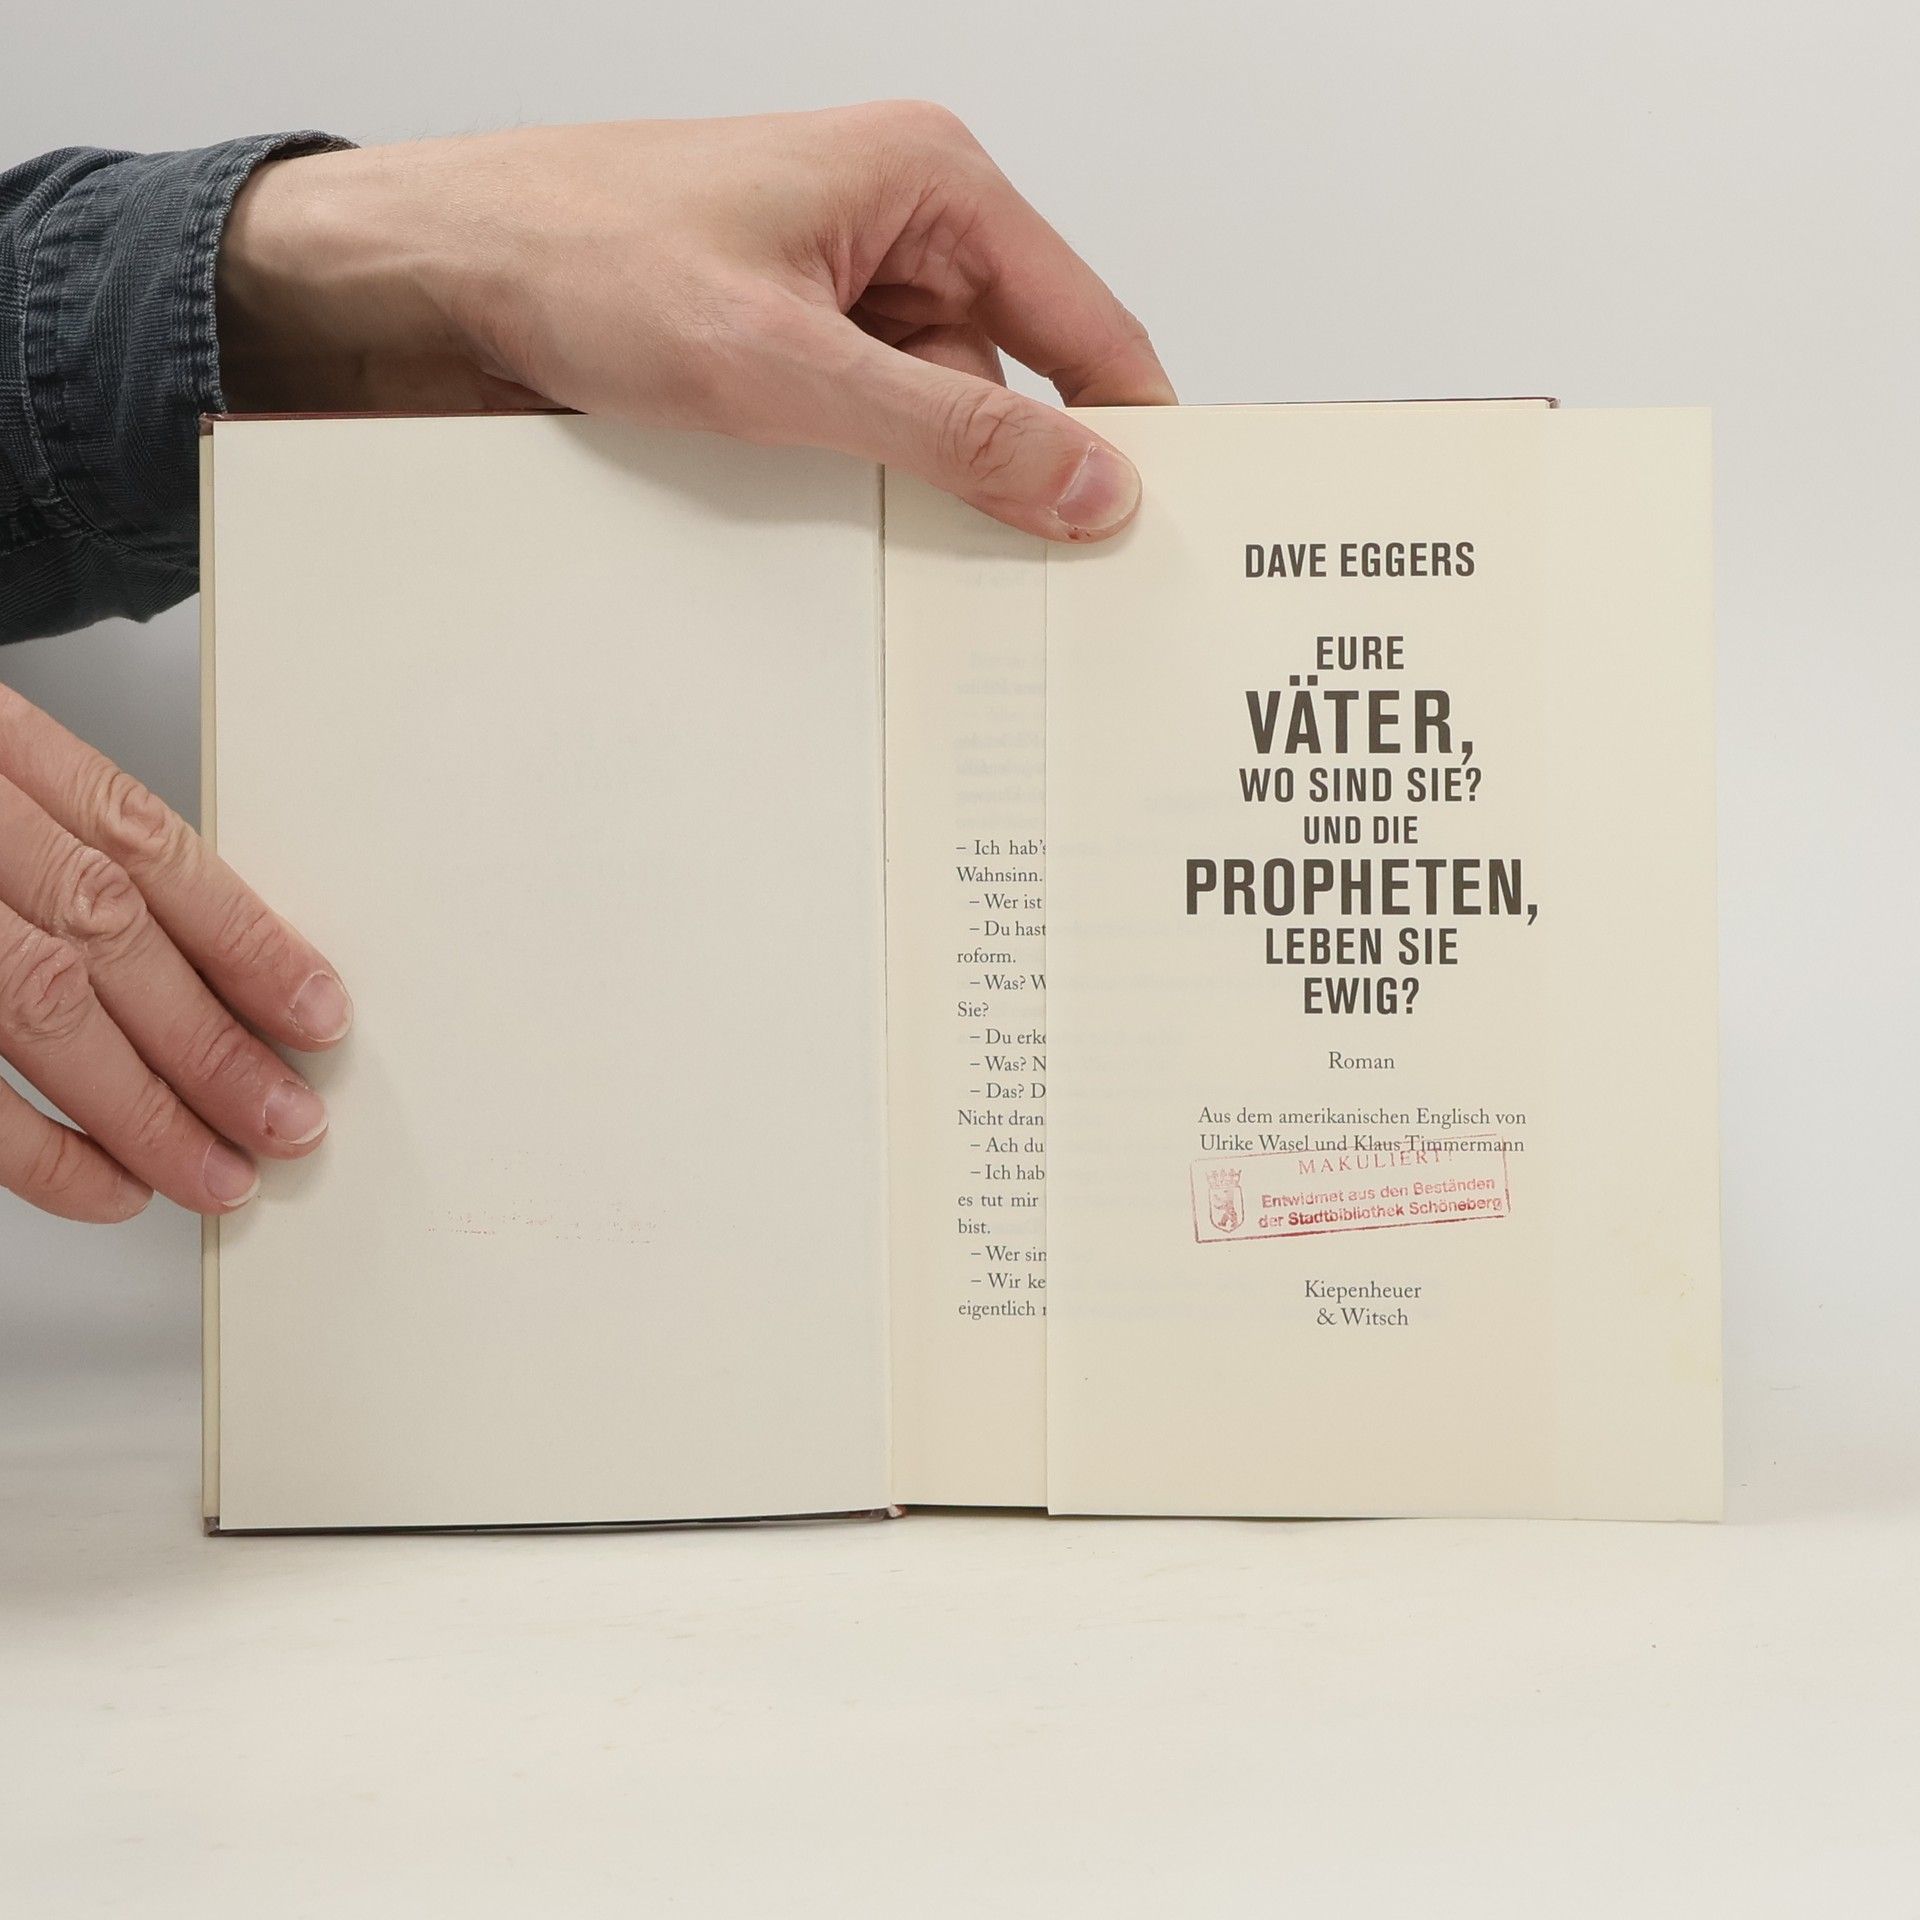 – Ich hab's
Wahnsinn.
– Wer ist
– Du hast
roform.
– Was? W
Sie?
– Du erke
– Was? N
– Das? D
Nicht dran
– Ach du
– Ich hab
es tut mir
bist.
– Wer sin
– Wir ke
eigentlich
DAVE EGGERS
EURE
VÄTER,
WO SIND SIE?
UND DIE
PROPHETEN,
LEBEN SIE
EWIG?
Roman
Aus dem amerikanischen Englisch von
Ulrike Wasel und Klaus Timmermann
MAKULIERT!
Entwidmet aus den Beständen
der Stadtbibliothek Schöneberg
Kiepenheuer
& Witsch